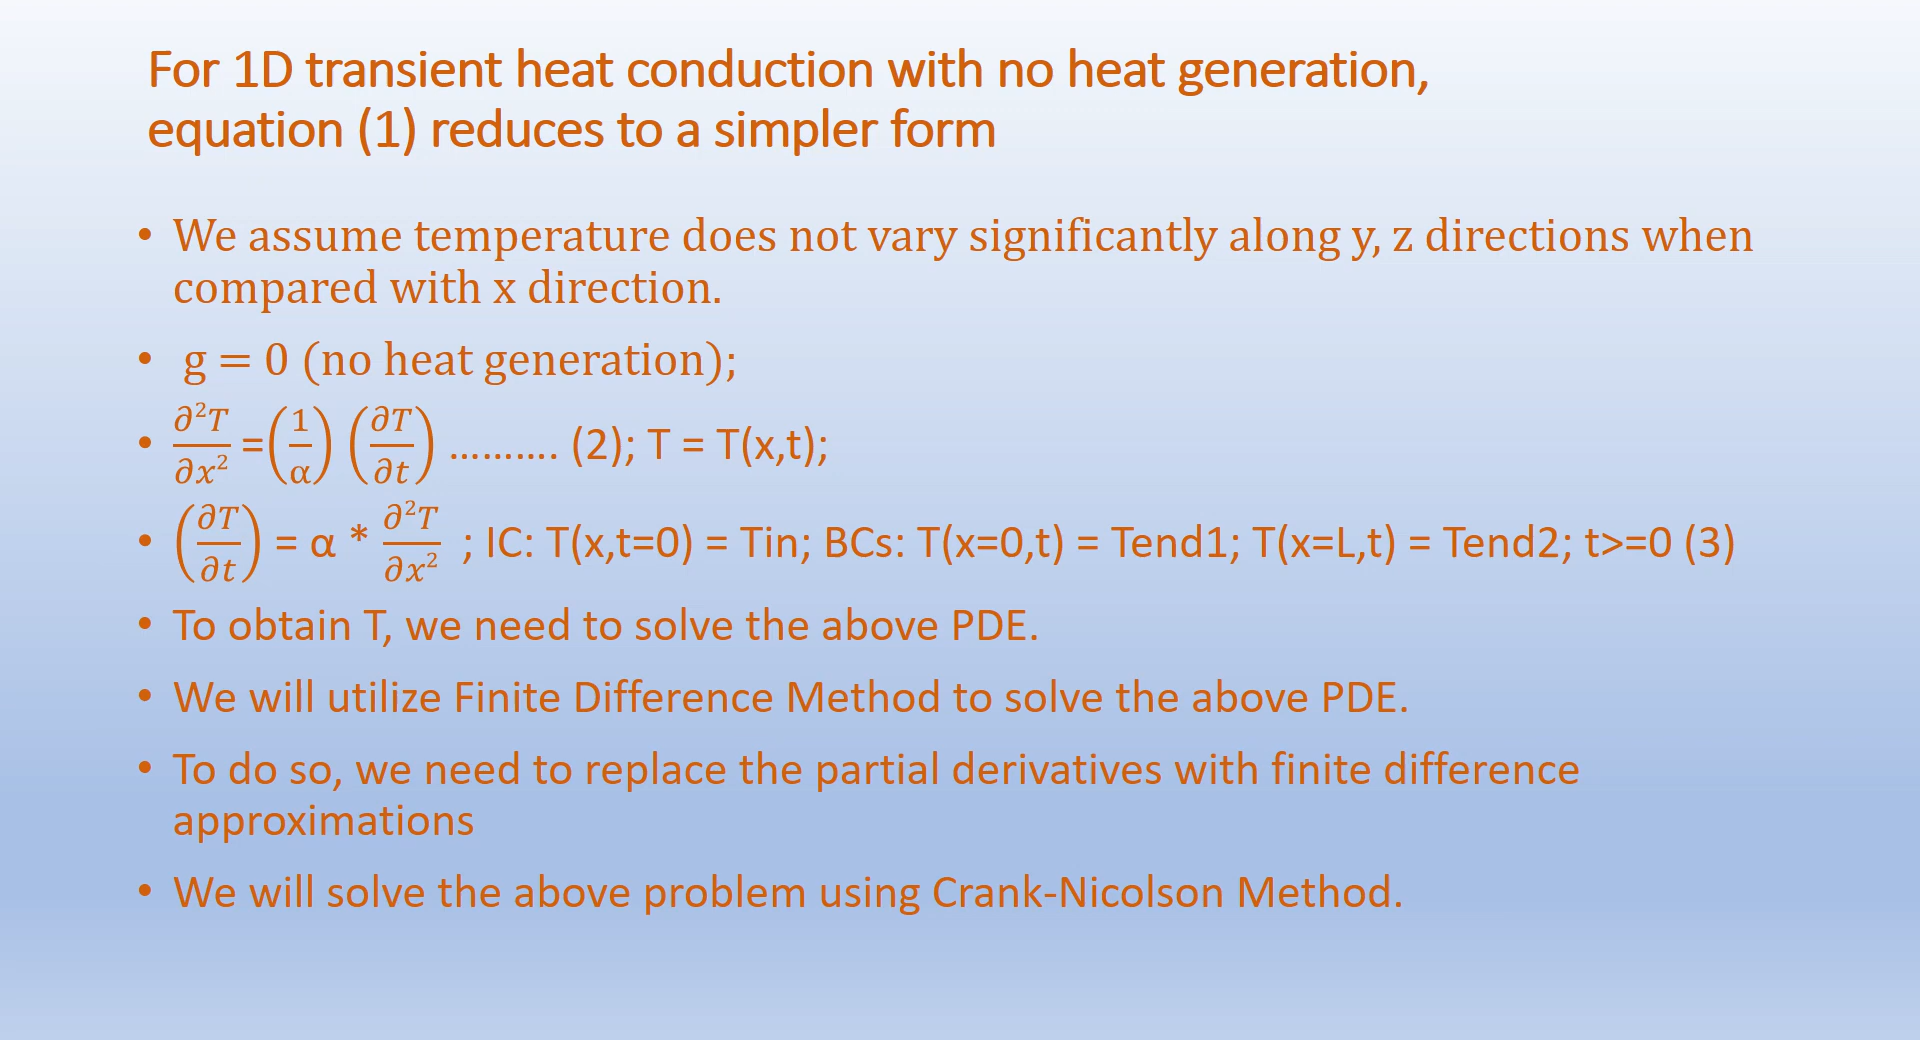 For 1D transient heat conduction with no heat generation,
equation (1) reduces to a simpler form
• We assume temperature does not vary significantly along y, z directions when
compared with x direction.
• g = 0 (no heat generation);
• ∂²T/∂x² =(1/α) (∂T/∂t) ………. (2); T = T(x,t);
• (∂T/∂t) = α * ∂²T/∂x² ; IC: T(x,t=0) = Tin; BCs: T(x=0,t) = Tend1; T(x=L,t) = Tend2; t>=0 (3)
• To obtain T, we need to solve the above PDE.
• We will utilize Finite Difference Method to solve the above PDE.
• To do so, we need to replace the partial derivatives with finite difference
approximations
• We will solve the above problem using Crank-Nicolson Method.